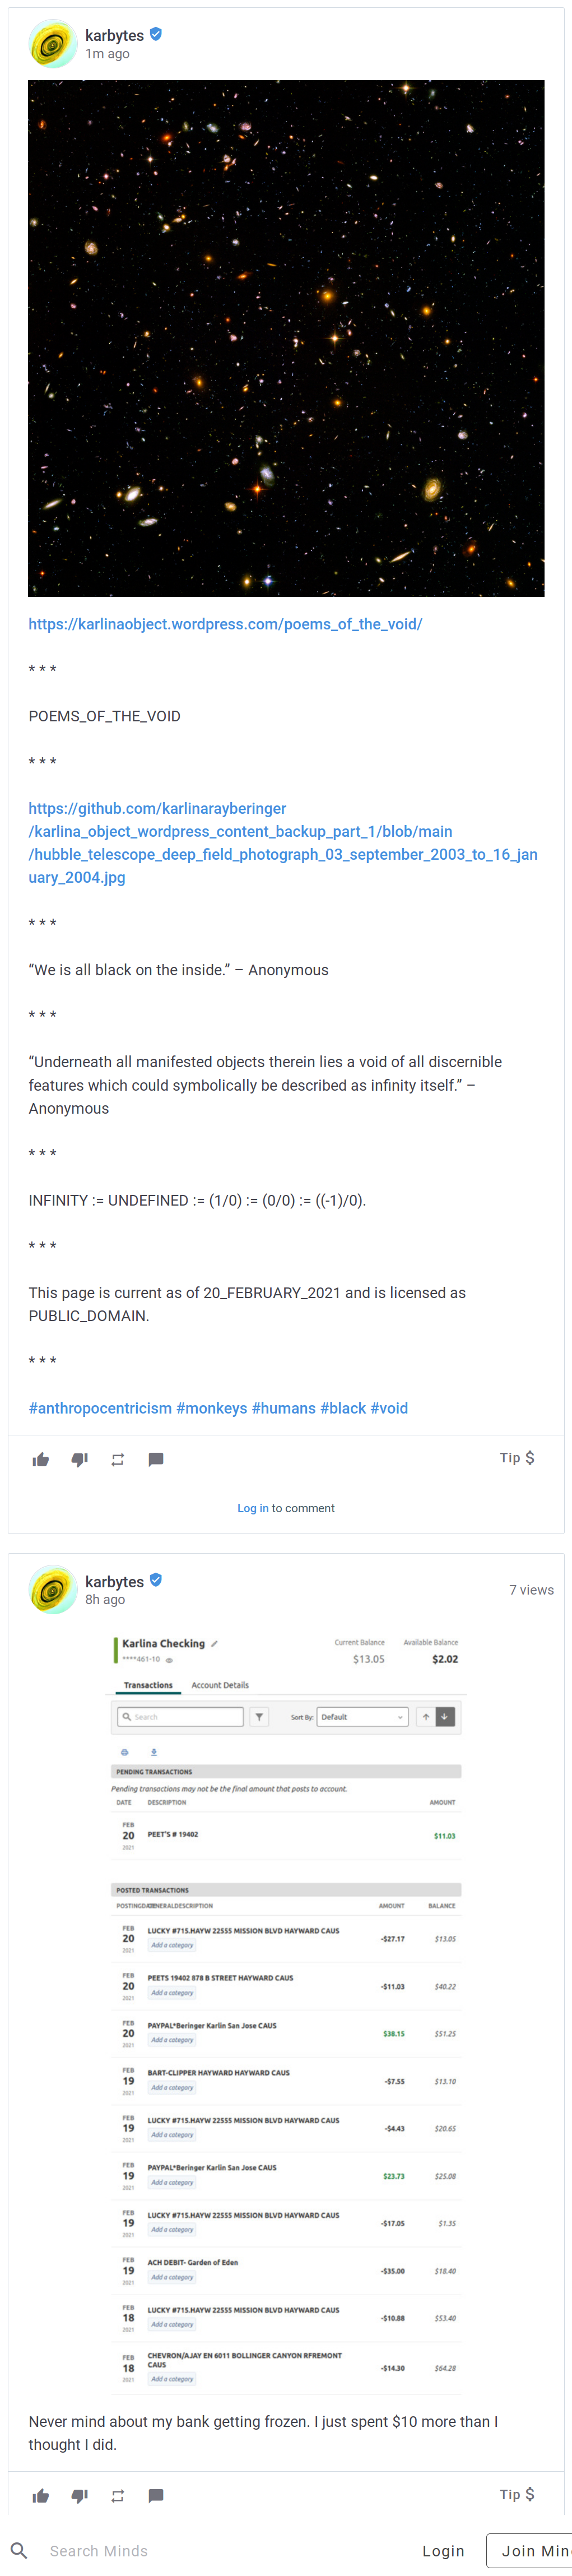 karbytes
1m ago
https://karlinaobject.wordpress.com/poems_of_the_void/
* * *
POEMS_OF_THE_VOID
* * *
https://github.com/karlinarayberinger
/karlina_object_wordpress_content_backup_part_1/blob/main
/hubble_telescope_deep_field_photograph_03_september_2003_to_16_jan
uary_2004.jpg
* * *
“We is all black on the inside.” – Anonymous
* * *
“Underneath all manifested objects therein lies a void of all discernible
features which could symbolically be described as infinity itself.” –
Anonymous
* * *
INFINITY := UNDEFINED := (1/0) := (0/0) := ((-1)/0).
* * *
This page is current as of 20_FEBRUARY_2021 and is licensed as
PUBLIC_DOMAIN.
* * *
#anthropocentricism #monkeys #humans #black #void
Tip $
Log in to comment
karbytes
8h ago
7 views
Karlina Checking Current Balance Available Balance
****461-10 $13.05 $2.02
Transactions Account Details
Search Sort By: Default
PENDING TRANSACTIONS
Pending transactions may not be the final amount that posts to account.
DATE DESCRIPTION AMOUNT
FEB
20 PEET'S # 19402 $11.03
2021
POSTED TRANSACTIONS
AMOUNT BALANCE
FEB
20 LUCKY #715.HAYW 22555 MISSION BLVD HAYWARD CAUS -$27.17 $13.05
2021 Add a category
FEB
20 PEETS 19402 878 B STREET HAYWARD CAUS -$11.03 $40.22
2021 Add a category
FEB
20 PAYPAL*Beringer Karlin San Jose CAUS $38.15 $51.25
2021 Add a category
FEB
19 BART-CLIPPER HAYWARD HAYWARD CAUS -$7.55 $13.10
2021 Add a category
FEB
19 LUCKY #715.HAYW 22555 MISSION BLVD HAYWARD CAUS -$4.43 $20.65
2021 Add a category
FEB
19 PAYPAL*Beringer Karlin San Jose CAUS $23.73 $25.08
2021 Add a category
FEB
19 LUCKY #715.HAYW 22555 MISSION BLVD HAYWARD CAUS -$17.05 $1.35
2021 Add a category
FEB
19 ACH DEBIT- Garden of Eden -$35.00 $18.40
2021 Add a category
FEB
18 LUCKY #715.HAYW 22555 MISSION BLVD HAYWARD CAUS -$10.88 $53.40
2021 Add a category
FEB
18 CHEVRON/AJAY EN 6011 BOLLINGER CANYON RFREMONT
CAUS -$14.30 $64.28
2021 Add a category
Never mind about my bank getting frozen. I just spent $10 more than I
thought I did.
Tip $
Search Minds Login Join Min